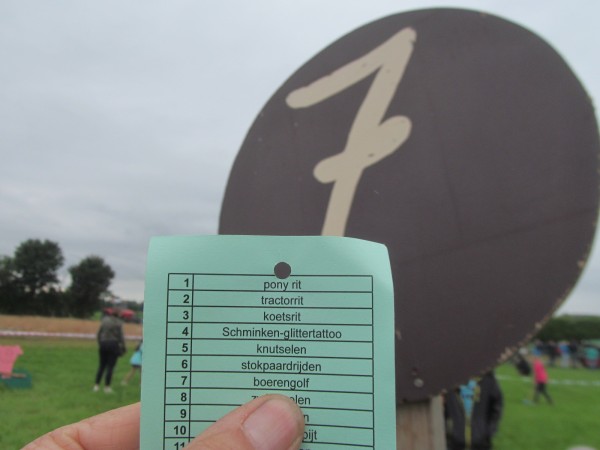 7
1 pony rit
2 tractorrit
3 koetsrit
4 Schminken-glittertattoo
5 knutselen
6 stokpaardrijden
7 boerengolf
8
9
10
11